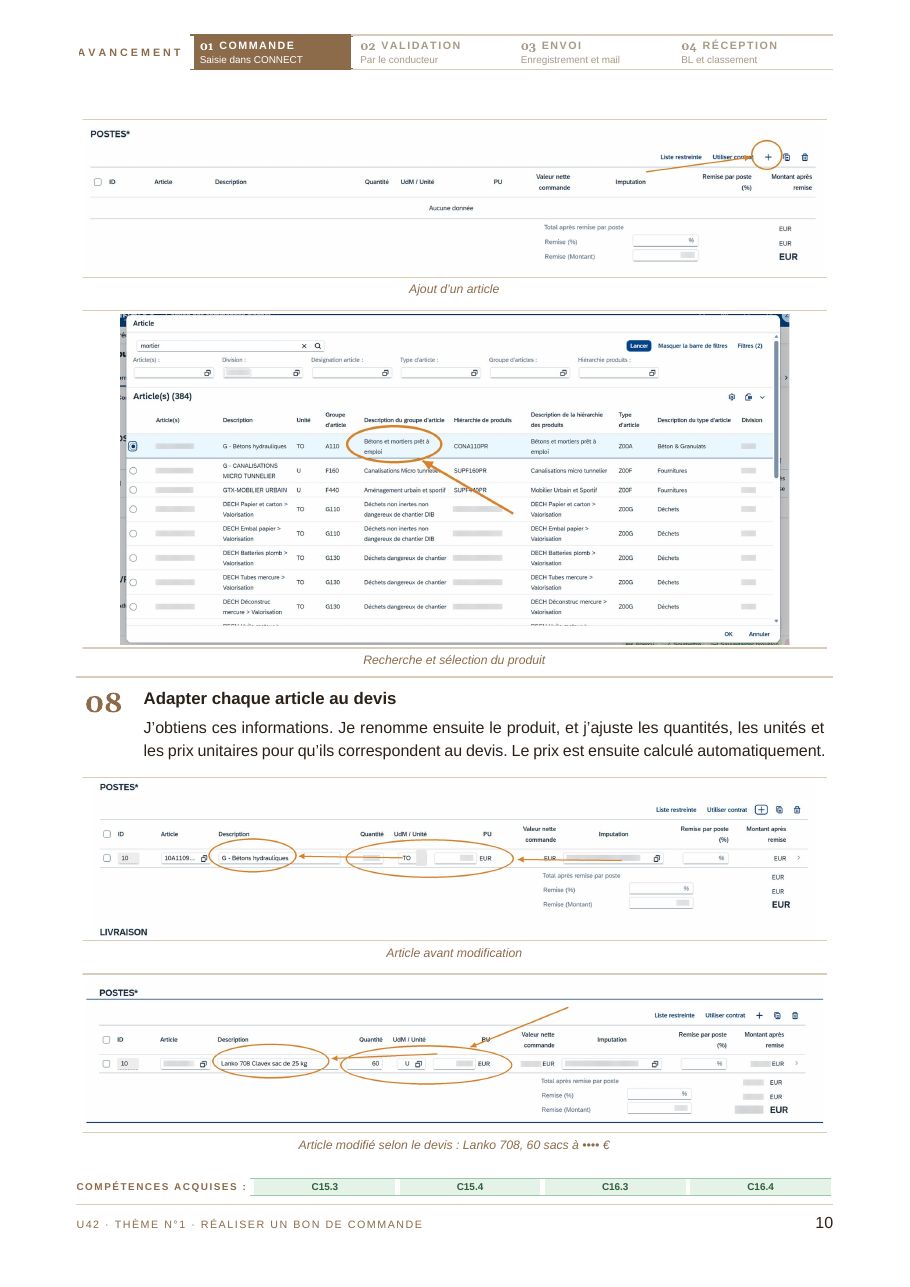 AVANCEMENT
01 COMMANDE
Saisie dans CONNECT
02 VALIDATION
Par le conducteur
03 ENVOI
Enregistrement et mail
04 RÉCEPTION
BL et classement
POSTES*
Liste restreinte Utiliser +
ID Article Description Quantité UdM / Unité PU Valeur nette commande Imputation Remise par poste (%) Montant après remise
Aucune donnée
Total après remise par poste EUR
Remise (%) % EUR
Remise (Montant) EUR
Ajout d’un article
Article
mortier
Lancer Masquer la barre de filtres Filtres (2)
Article(s) : Division : Désignation article : Type d'article : Groupe d'articles : Hiérarchie produits :
Article(s) (384)
Article(s) Description Unité Groupe d'article Description du groupe d'article Hiérarchie de produits Description de la hiérarchie des produits Type d'article Description du type d'article Division
G - Bétons hydrauliques TO A110 Bétons et mortiers prêt à emploi CONA110PR Bétons et mortiers prêt à emploi Z00A Béton & Granulats
G - CANALISATIONS MICRO TUNNELIER U F160 Canalisations Micro tunnelier SUPF160PR Canalisations micro tunnelier Z00F Fournitures
GTX-MOBILIER URBAIN U F440 Aménagement urbain et sportif SUPF440PR Mobilier Urbain et Sportif Z00F Fournitures
DECH Papier et carton > Valorisation TO G110 Déchets non inertes non dangereux de chantier DIB DECH Papier et carton > Valorisation Z00G Déchets
DECH Embal papier > Valorisation TO G110 Déchets non inertes non dangereux de chantier DIB DECH Embal papier > Valorisation Z00G Déchets
DECH Batteries plomb > Valorisation TO G130 Déchets dangereux de chantier DECH Batteries plomb > Valorisation Z00G Déchets
DECH Tubes mercure > Valorisation TO G130 Déchets dangereux de chantier DECH Tubes mercure > Valorisation Z00G Déchets
DECH Déconstruc mercure > Valorisation TO G130 Déchets dangereux de chantier DECH Déconstruc mercure > Valorisation Z00G Déchets
OK Annuler
Recherche et sélection du produit
08 Adapter chaque article au devis
J’obtiens ces informations. Je renomme ensuite le produit, et j’ajuste les quantités, les unités et
les prix unitaires pour qu’ils correspondent au devis. Le prix est ensuite calculé automatiquement.
POSTES*
Liste restreinte Utiliser contrat +
ID Article Description Quantité UdM / Unité PU Valeur nette commande Imputation Remise par poste (%) Montant après remise
10 10A1109... G - Bétons hydrauliques TO EUR EUR % EUR
Total après remise par poste EUR
Remise (%) % EUR
Remise (Montant) EUR
LIVRAISON
Article avant modification
POSTES*
Liste restreinte Utiliser contrat +
ID Article Description Quantité UdM / Unité PU Valeur nette commande Imputation Remise par poste (%) Montant après remise
10 Lanko 708 Clavex sac de 25 kg 60 U EUR EUR % EUR
Total après remise par poste EUR
Remise (%) % EUR
Remise (Montant) EUR
Article modifié selon le devis : Lanko 708, 60 sacs à •••• €
COMPÉTENCES ACQUISES : C15.3 C15.4 C16.3 C16.4
U42 · THÈME N°1 · RÉALISER UN BON DE COMMANDE 10